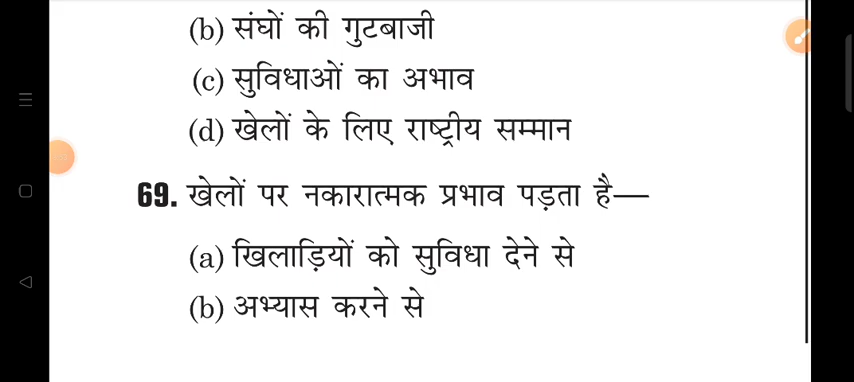 (b) संघों की गुटबाजी
(c) सुविधाओं का अभाव
(d) खेलों के लिए राष्ट्रीय सम्मान
69. खेलों पर नकारात्मक प्रभाव पड़ता है—
(a) खिलाड़ियों को सुविधा देने से
(b) अभ्यास करने से